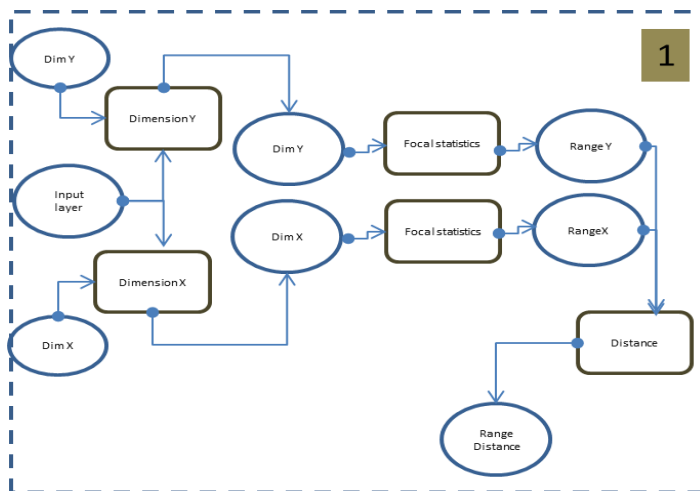 1
Dim Y
DimensionY
Dim Y
Focal statistics
Range Y
Input
layer
Dim X
Focal statistics
RangeX
DimensionX
Dim X
Distance
Range
Distance